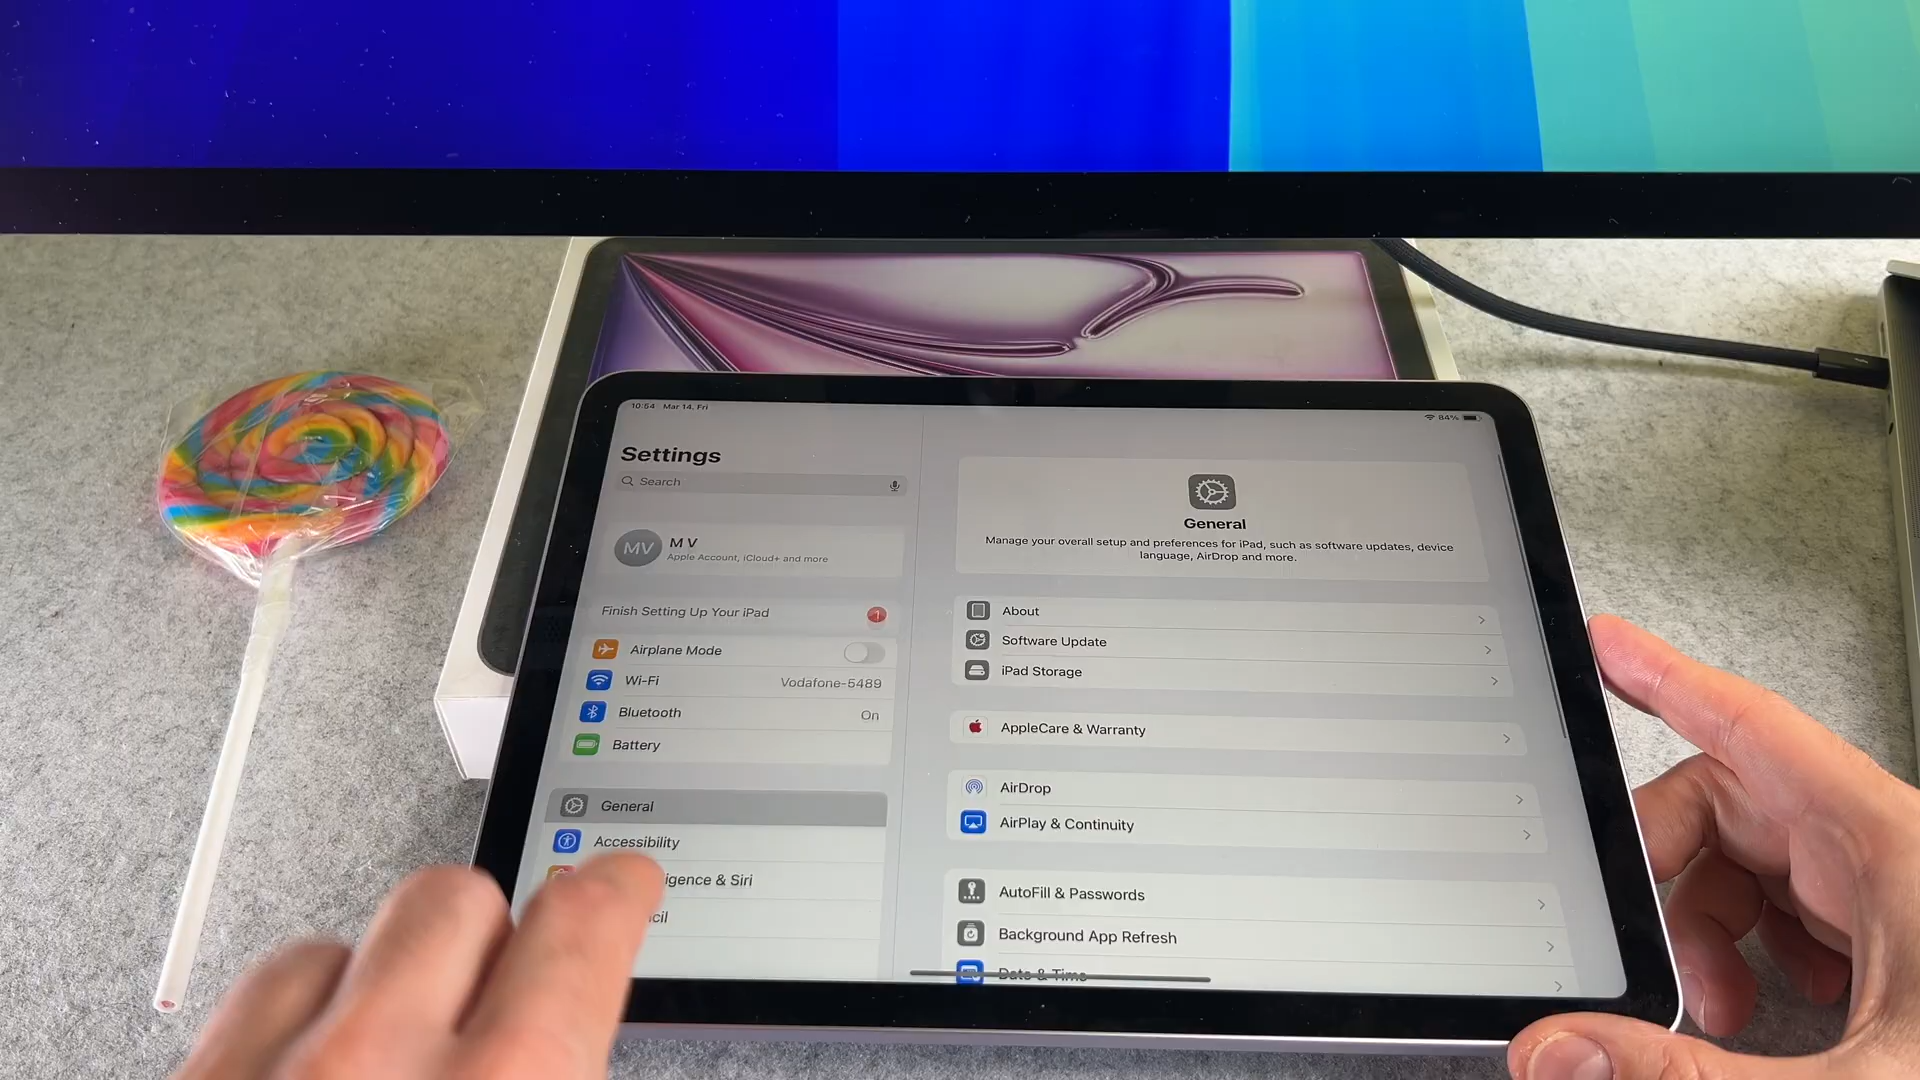 10:54 Mar 14. Fri
84%
Settings
Search
MV
M V
Apple Account, iCloud+ and more
Finish Setting Up Your iPad
1
Airplane Mode
Wi-Fi
Vodafone-5489
Bluetooth
On
Battery
General
Accessibility
igence & Siri
cil
General
Manage your overall setup and preferences for iPad, such as software updates, device
language, AirDrop and more.
About
Software Update
iPad Storage
AppleCare & Warranty
AirDrop
AirPlay & Continuity
AutoFill & Passwords
Background App Refresh
Date & Time